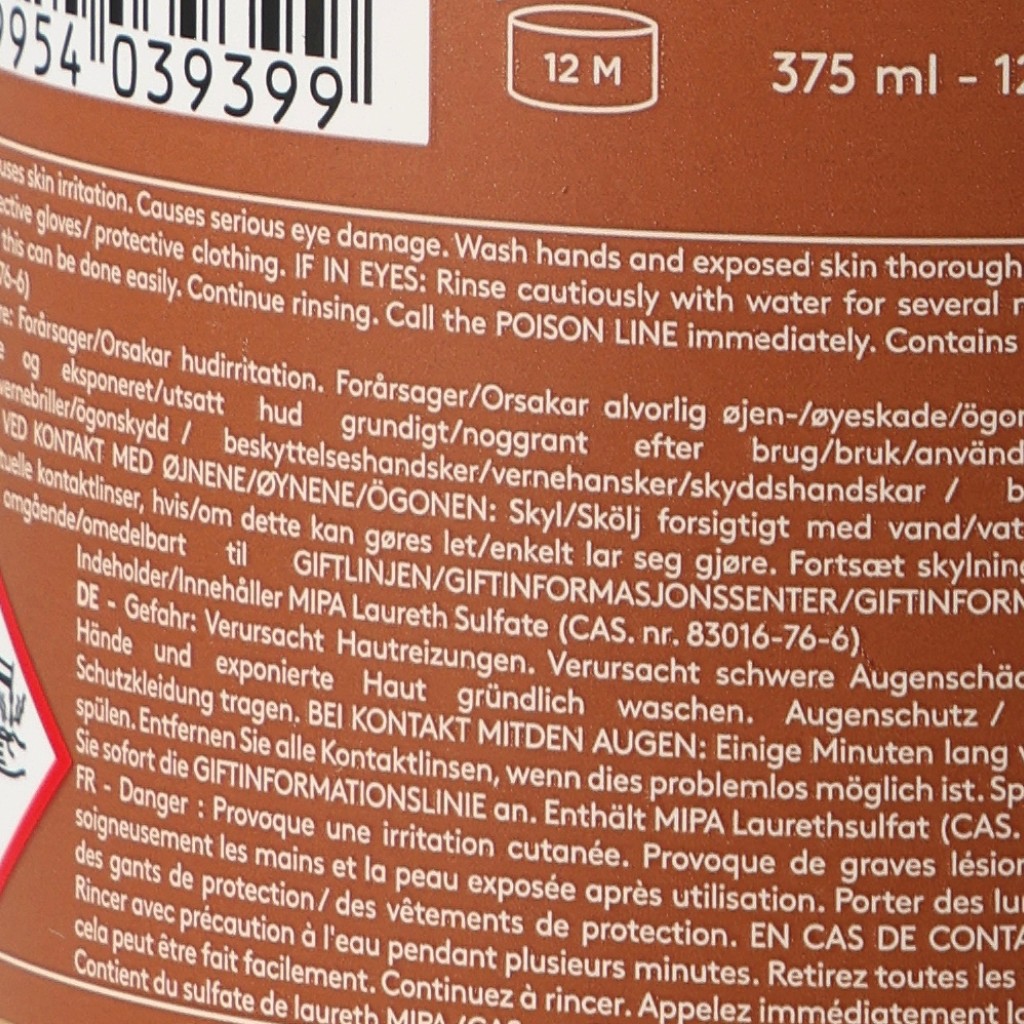 9954 039399
12 M
375 ml - 12
uses skin irritation. Causes serious eye damage. Wash hands and exposed skin thorough
ective gloves/ protective clothing. IF IN EYES: Rinse cautiously with water for several
this can be done easily. Continue rinsing. Call the POISON LINE immediately. Contains
76-6)
re: Forårsager/Orsakar hudirritation. Forårsager/Orsakar alvorlig øjen-/øyeskade/ögon
og eksponeret/utsatt hud grundigt/noggrant efter brug/bruk/använd
vernebriller/ögonskydd / beskyttelseshandsker/vernehansker/skyddshandskar / b
VED KONTAKT MED ØJNENE/ØYNENE/ÖGONEN: Skyl/Skölj forsigtigt med vand/vat
tuelle kontaktlinser, hvis/om dette kan gøres let/enkelt lar seg gjøre. Fortsæt skylning
omgående/omedelbart til GIFTLINJEN/GIFTINFORMASJONSSENTER/GIFTINFORM
Indeholder/Innehåller MIPA Laureth Sulfate (CAS. nr. 83016-76-6)
DE - Gefahr: Verursacht Hautreizungen. Verursacht schwere Augenschäd
Hände und exponierte Haut gründlich waschen. Augenschutz /
Schutzkleidung tragen. BEI KONTAKT MITDEN AUGEN: Einige Minuten lang v
spülen. Entfernen Sie alle Kontaktlinsen, wenn dies problemlos möglich ist. Sp
Sie sofort die GIFTINFORMATIONSLINIE an. Enthält MIPA Laurethsulfat (CAS.
FR - Danger : Provoque une irritation cutanée. Provoque de graves lésion
soigneusement les mains et la peau exposée après utilisation. Porter des lu
des gants de protection/ des vêtements de protection. EN CAS DE CONTA
Rincer avec précaution à l'eau pendant plusieurs minutes. Retirez toutes les
cela peut être fait facilement. Continuez à rincer. Appelez immédiatement
Contient du sulfate de laureth MIPA (CAS